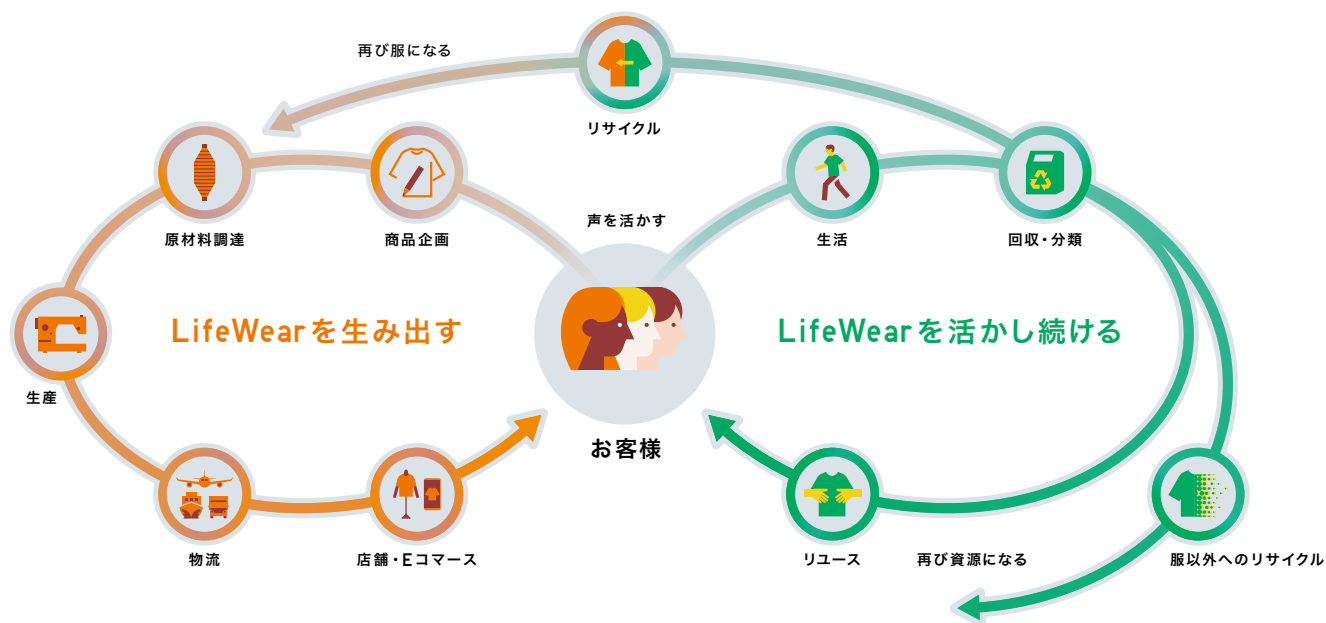 再び服になる
リサイクル
原材料調達
商品企画
声を活かす
生活
回収・分類
LifeWearを生み出す
LifeWearを活かし続ける
生産
お客様
物流
店舗・Eコマース
リユース
再び資源になる
服以外へのリサイクル